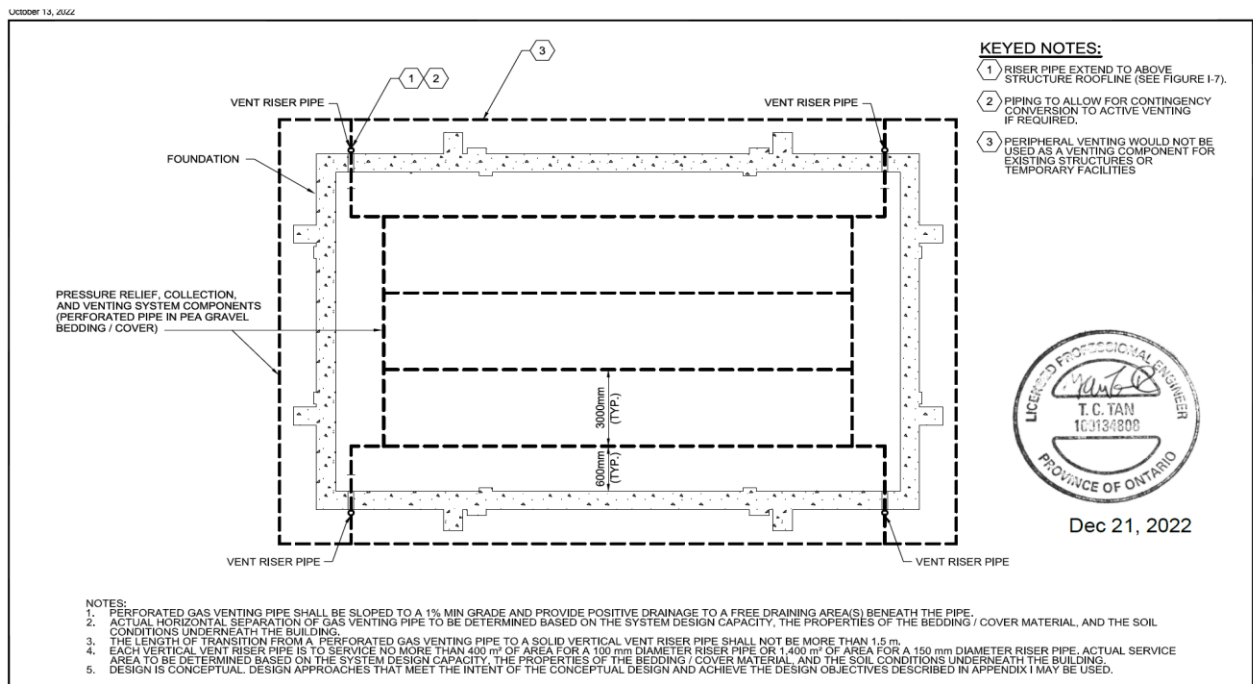 October 13, 2022
3
1 2
VENT RISER PIPE
VENT RISER PIPE
FOUNDATION
KEYED NOTES:
1 RISER PIPE EXTEND TO ABOVE
STRUCTURE ROOFLINE (SEE FIGURE I-7).
2 PIPING TO ALLOW FOR CONTINGENCY
CONVERSION TO ACTIVE VENTING
IF REQUIRED.
3 PERIPHERAL VENTING WOULD NOT BE
USED AS A VENTING COMPONENT FOR
EXISTING STRUCTURES OR
TEMPORARY FACILITIES
PRESSURE RELIEF, COLLECTION,
AND VENTING SYSTEM COMPONENTS
(PERFORATED PIPE IN PEA GRAVEL
BEDDING / COVER)
3000mm
(TYP.)
600mm
(TYP.)
VENT RISER PIPE
VENT RISER PIPE
LICENSED PROFESSIONAL ENGINEER
T. C. TAN
100134808
PROVINCE OF ONTARIO
Dec 21, 2022
NOTES:
1. PERFORATED GAS VENTING PIPE SHALL BE SLOPED TO A 1% MIN GRADE AND PROVIDE POSITIVE DRAINAGE TO A FREE DRAINING AREA(S) BENEATH THE PIPE.
2. ACTUAL HORIZONTAL SEPARATION OF GAS VENTING PIPE TO BE DETERMINED BASED ON THE SYSTEM DESIGN CAPACITY, THE PROPERTIES OF THE BEDDING / COVER MATERIAL, AND THE SOIL
CONDITIONS UNDERNEATH THE BUILDING.
3. THE LENGTH OF TRANSITION FROM A PERFORATED GAS VENTING PIPE TO A SOLID VERTICAL VENT RISER PIPE SHALL NOT BE MORE THAN 1.5 m.
4. EACH VERTICAL VENT RISER PIPE IS TO SERVICE NO MORE THAN 400 m² OF AREA FOR A 100 mm DIAMETER RISER PIPE OR 1,400 m² OF AREA FOR A 150 mm DIAMETER RISER PIPE. ACTUAL SERVICE
AREA TO BE DETERMINED BASED ON THE SYSTEM DESIGN CAPACITY, THE PROPERTIES OF THE BEDDING / COVER MATERIAL, AND THE SOIL CONDITIONS UNDERNEATH THE BUILDING.
5. DESIGN IS CONCEPTUAL. DESIGN APPROACHES THAT MEET THE INTENT OF THE CONCEPTUAL DESIGN AND ACHIEVE THE DESIGN OBJECTIVES DESCRIBED IN APPENDIX I MAY BE USED.